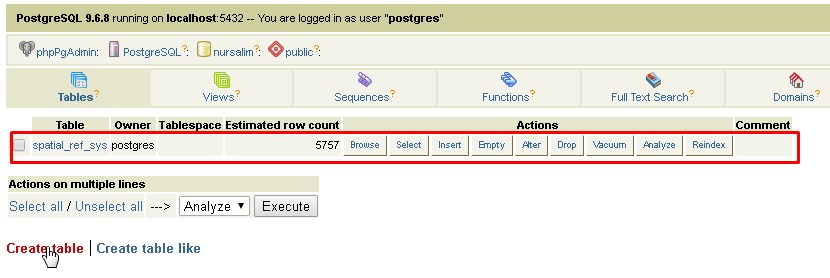 PostgreSQL 9.6.8 running on localhost:5432 -- You are logged in as user "postgres"
phpPgAdmin: PostgreSQL?: nursalim?: public?:
Tables? Views? Sequences? Functions? Full Text Search? Domains?
Table Owner Tablespace Estimated row count Actions Comment
spatial_ref_sys postgres 5757 Browse Select Insert Empty Alter Drop Vacuum Analyze Reindex
Actions on multiple lines
Select all / Unselect all ---> Analyze Execute
Create table | Create table like